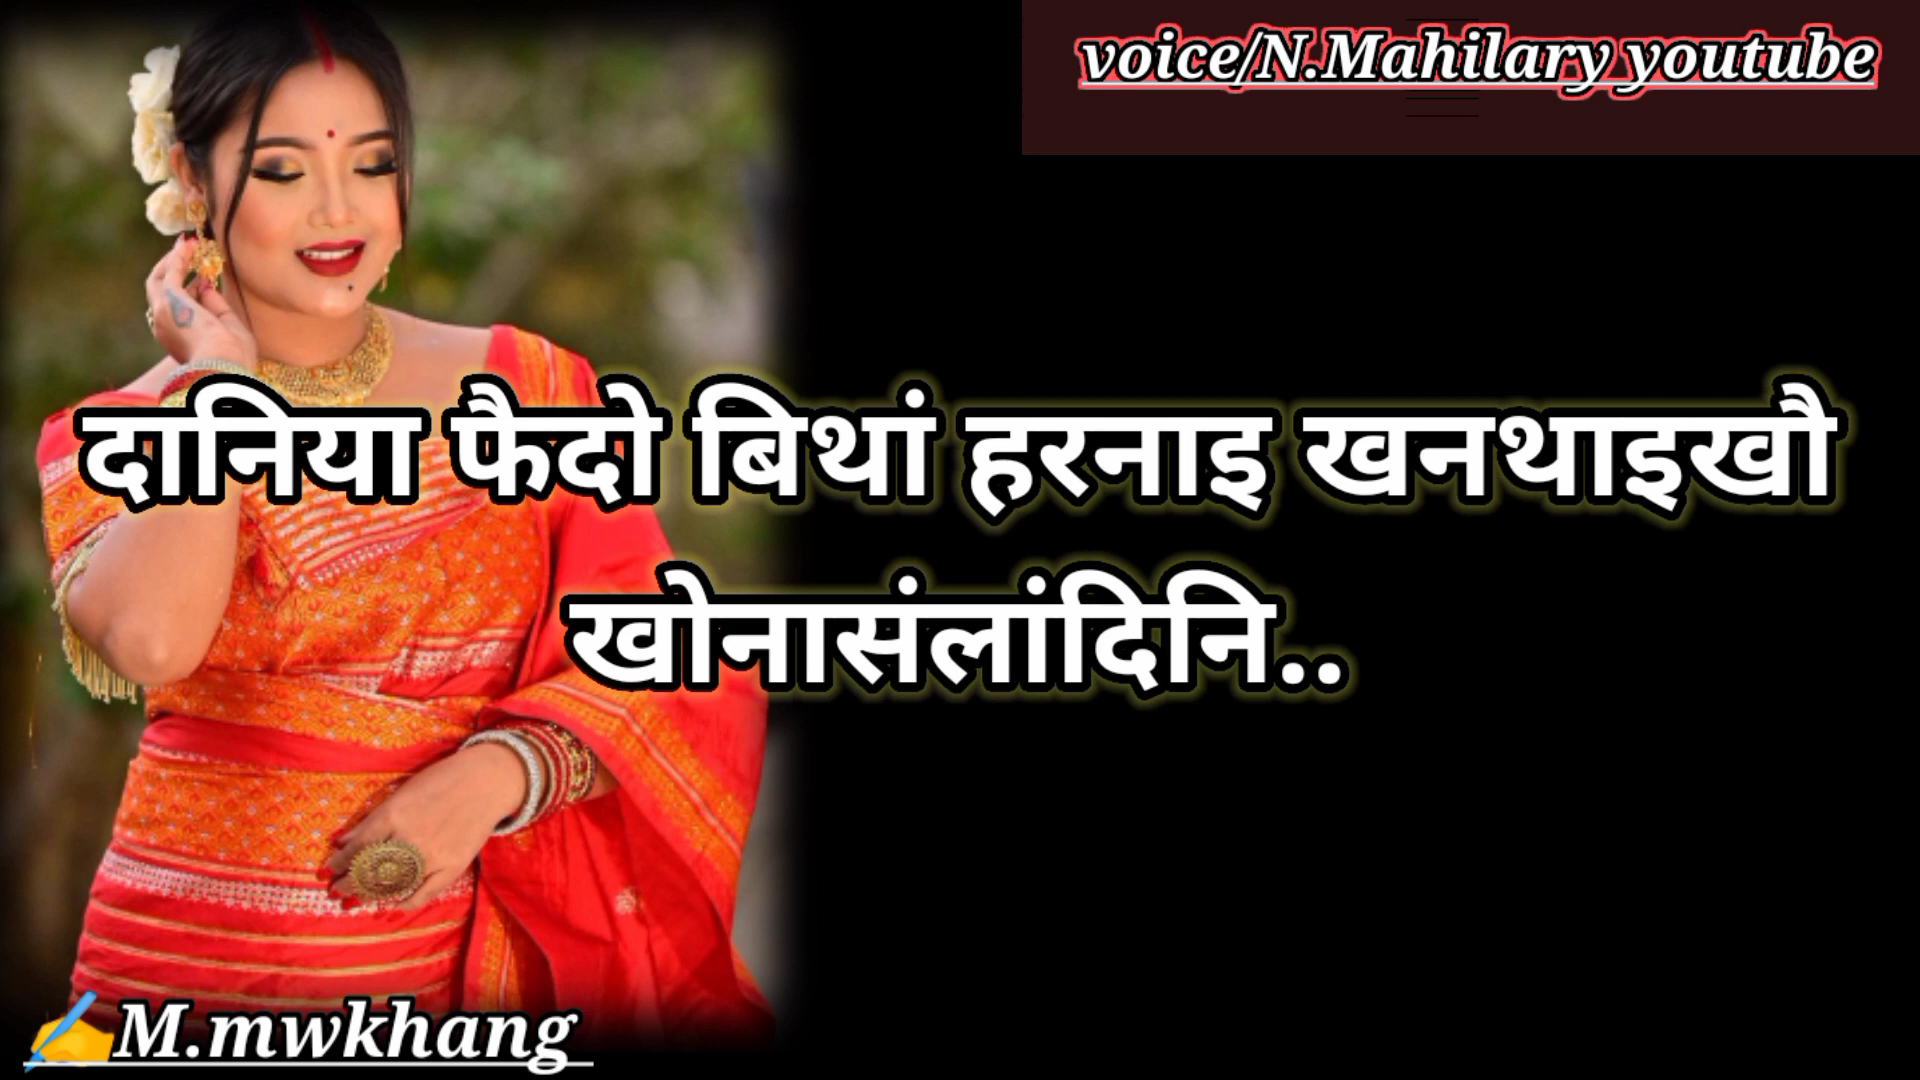 voice/N.Mahilary youtube
दानिया फैदो बिथां हरनाइ खनथाइखौ
खोनासंलांदिनि..
✍️M.mwkhang